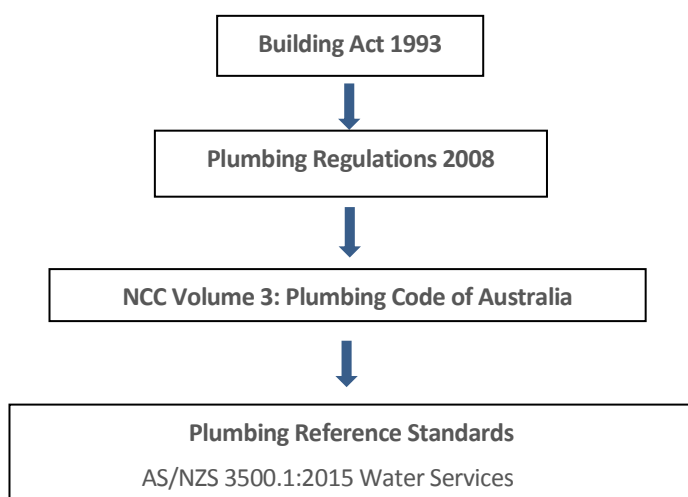 Building Act 1993
Plumbing Regulations 2008
NCC Volume 3: Plumbing Code of Australia
Plumbing Reference Standards
AS/NZS 3500.1:2015 Water Services